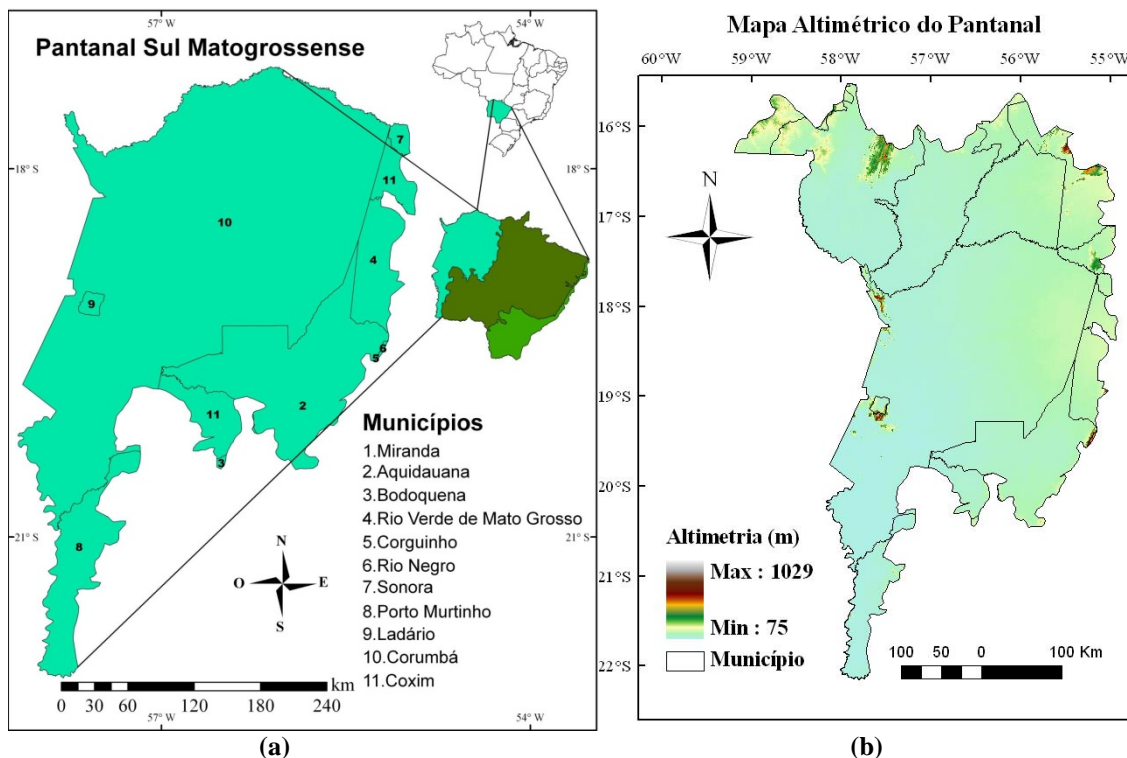 57° W
54° W
Pantanal Sul Matogrossense
18° S
18° S
7
11
10
4
9
6
5
2
11
3
8
Municípios
1.Miranda
2.Aquidauana
3.Bodoquena
4.Rio Verde de Mato Grosso
5.Corguinho
6.Rio Negro
7.Sonora
8.Porto Murtinho
9.Ladário
10.Corumbá
11.Coxim
21° S
21° S
N
O
E
S
km
0 30 60 120 180 240
57° W
54° W
(a)
Mapa Altimétrico do Pantanal
60°W 59°W 58°W 57°W 56°W 55°W
16°S
17°S
18°S
19°S
20°S
21°S
22°S
N
Altimetria (m)
Max : 1029
Min : 75
Município
100 50 0 100 Km
(b)